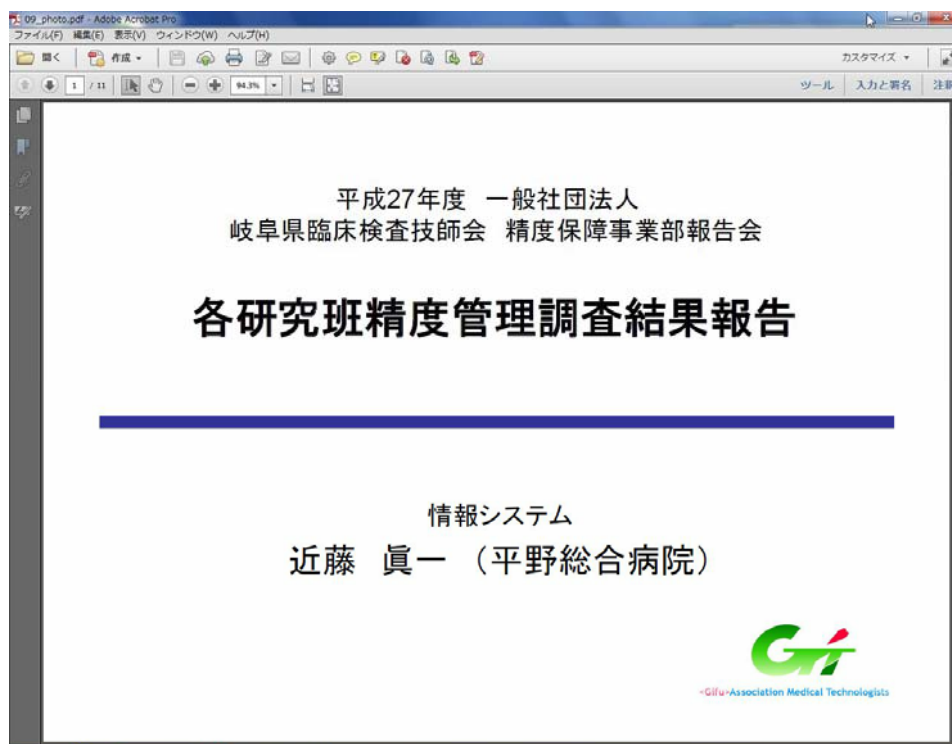 09_photo.pdf - Adobe Acrobat Pro
ファイル(F) 編集(E) 表示(V) ウィンドウ(W) ヘルプ(H)
開く 作成 カスタマイズ
1 / 11 94.3% ツール 入力と署名 注釈
平成27年度 一般社団法人
岐阜県臨床検査技師会 精度保障事業部報告会
各研究班精度管理調査結果報告
情報システム
近藤 眞一 (平野総合病院)
<Gifu>Association Medical Technologists